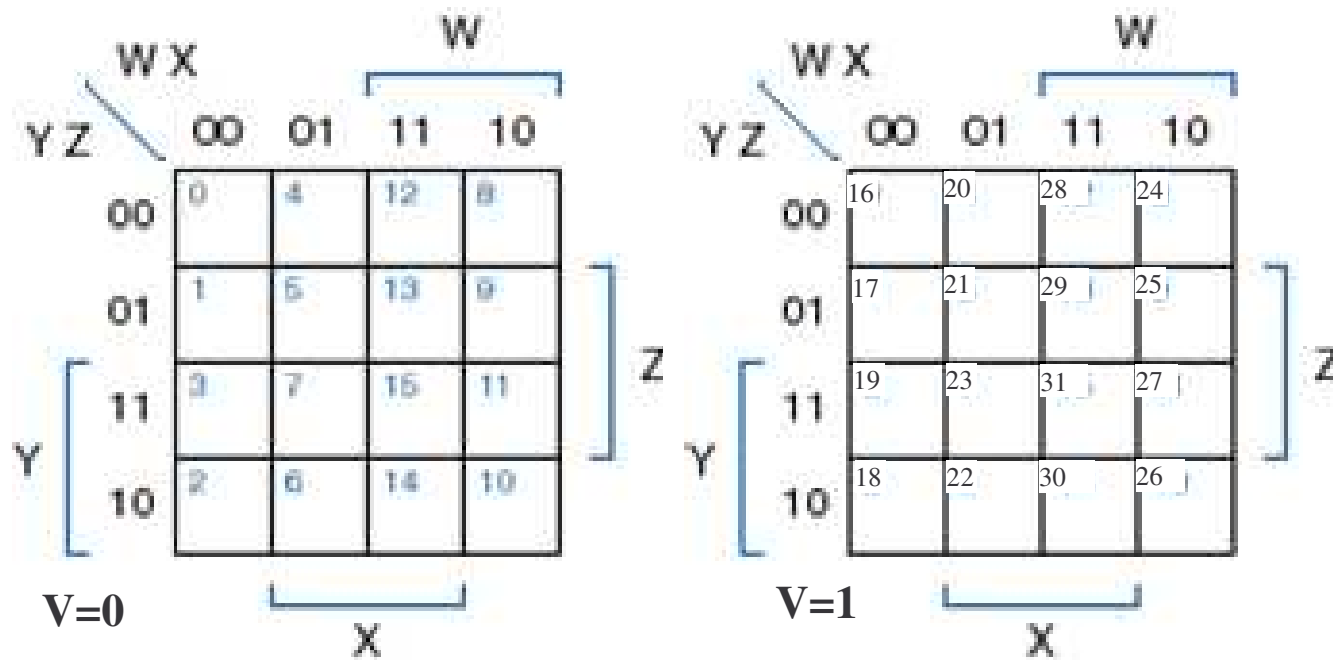 W
W X
Y Z
00 01 11 10
00 0 4 12 8
01 1 5 13 9
Z
11 3 7 15 11
Y
10 2 6 14 10
V=0
X
W
W X
Y Z
00 01 11 10
00 16 20 28 24
01 17 21 29 25
Z
11 19 23 31 27
Y
10 18 22 30 26
V=1
X